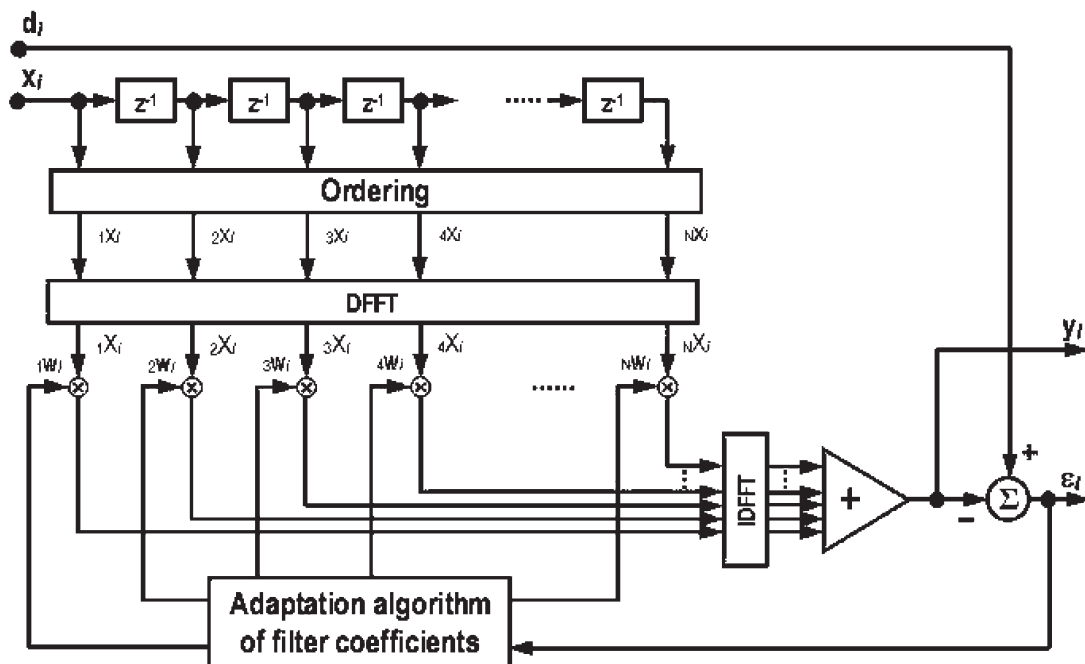 dᵢ
xᵢ
z⁻¹ z⁻¹ z⁻¹ ...... z⁻¹
Ordering
₁xᵢ ₂xᵢ ₃xᵢ ₄xᵢ ₙxᵢ
DFFT
₁Xᵢ ₂Xᵢ ₃Xᵢ ₄Xᵢ ₙXᵢ
yᵢ
₁wᵢ ₂wᵢ ₃wᵢ ₄wᵢ ...... ₙwᵢ
IDFFT
+
+
Σ
εᵢ
−
Adaptation algorithm
of filter coefficients